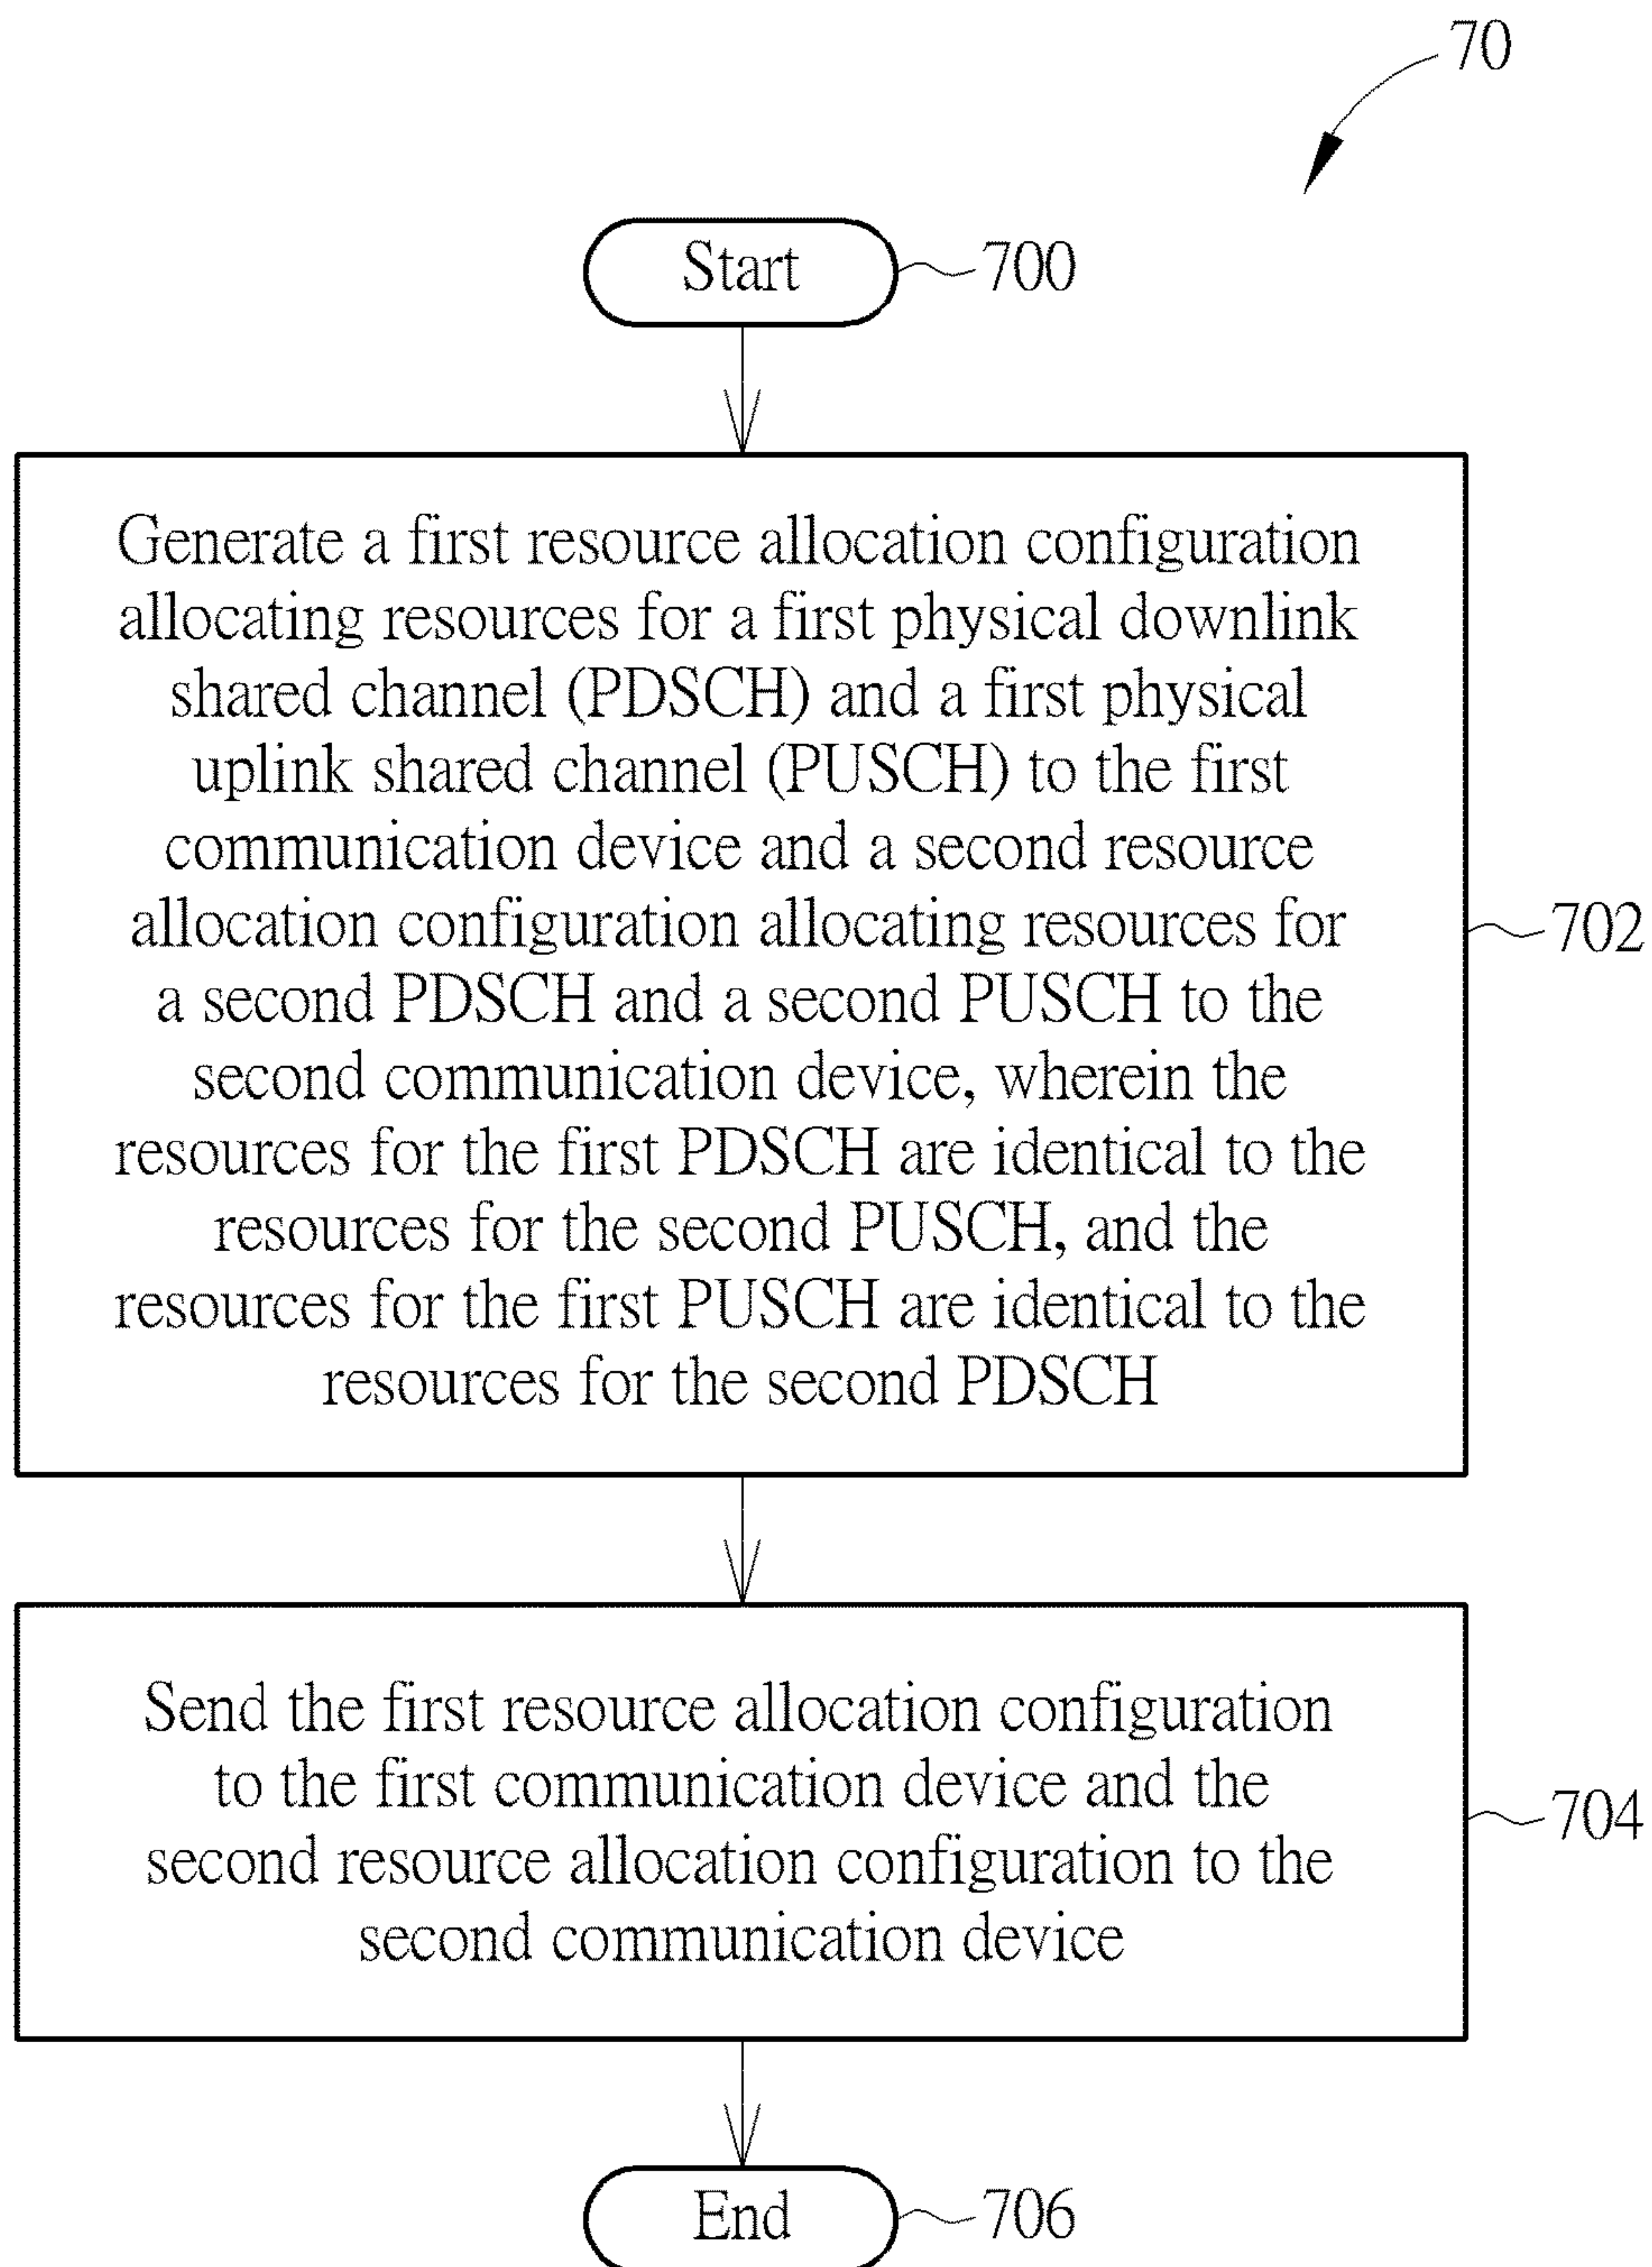 70
Start
700
Generate a first resource allocation configuration
allocating resources for a first physical downlink
shared channel (PDSCH) and a first physical
uplink shared channel (PUSCH) to the first
communication device and a second resource
allocation configuration allocating resources for
a second PDSCH and a second PUSCH to the
second communication device, wherein the
resources for the first PDSCH are identical to the
resources for the second PUSCH, and the
resources for the first PUSCH are identical to the
resources for the second PDSCH
702
Send the first resource allocation configuration
to the first communication device and the
second resource allocation configuration to the
second communication device
704
End
706